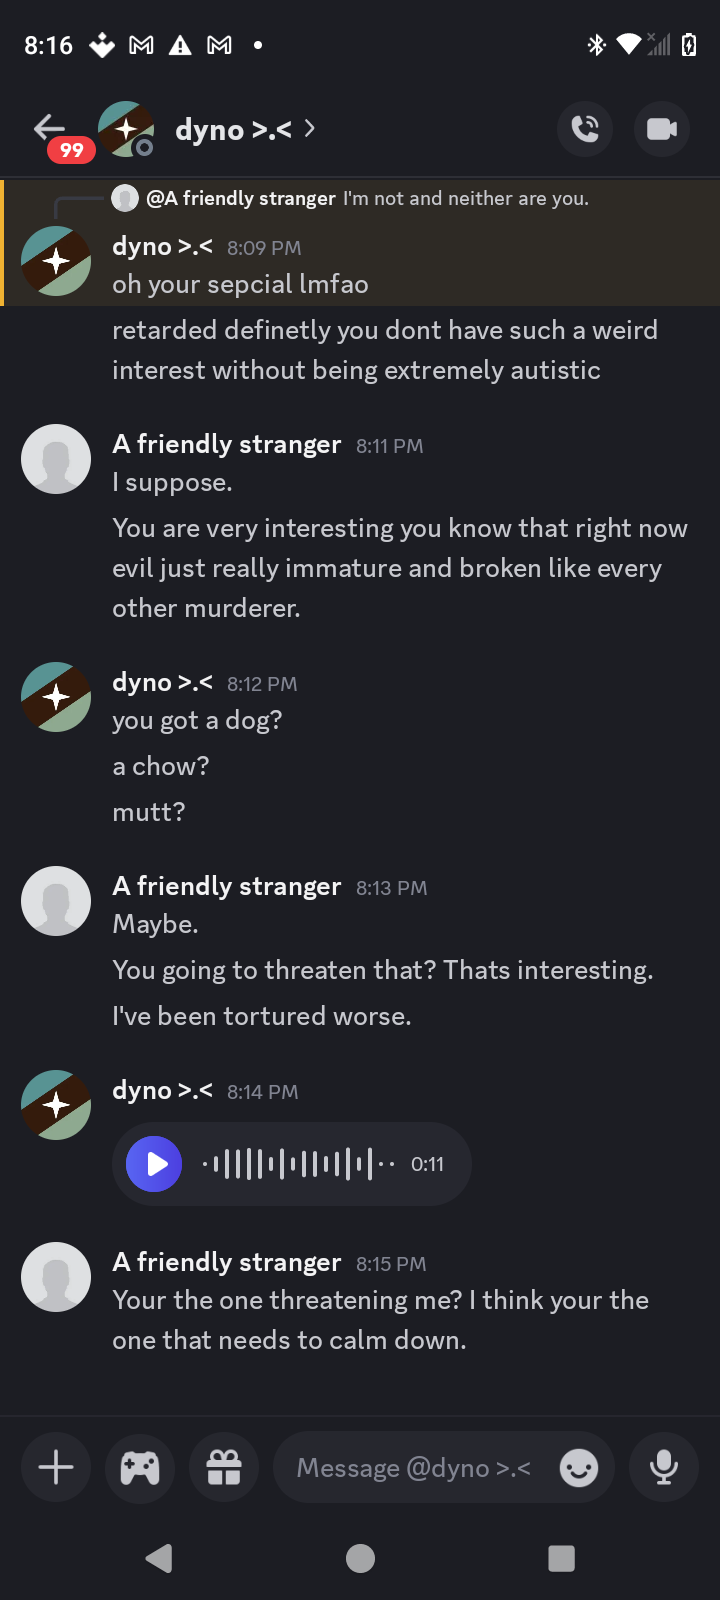 8:16
99
dyno >.<
@A friendly stranger I'm not and neither are you.
dyno >.< 8:09 PM
oh your sepcial lmfao
retarded definetly you dont have such a weird
interest without being extremely autistic
A friendly stranger 8:11 PM
I suppose.
You are very interesting you know that right now
evil just really immature and broken like every
other murderer.
dyno >.< 8:12 PM
you got a dog?
a chow?
mutt?
A friendly stranger 8:13 PM
Maybe.
You going to threaten that? Thats interesting.
I've been tortured worse.
dyno >.< 8:14 PM
0:11
A friendly stranger 8:15 PM
Your the one threatening me? I think your the
one that needs to calm down.
Message @dyno >.<